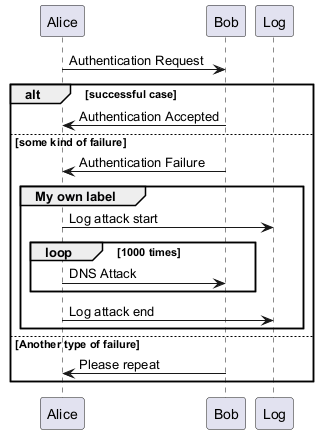 Alice Bob Log
Authentication Request
alt [successful case]
Authentication Accepted
[some kind of failure]
Authentication Failure
My own label
Log attack start
loop [1000 times]
DNS Attack
Log attack end
[Another type of failure]
Please repeat
Alice Bob Log